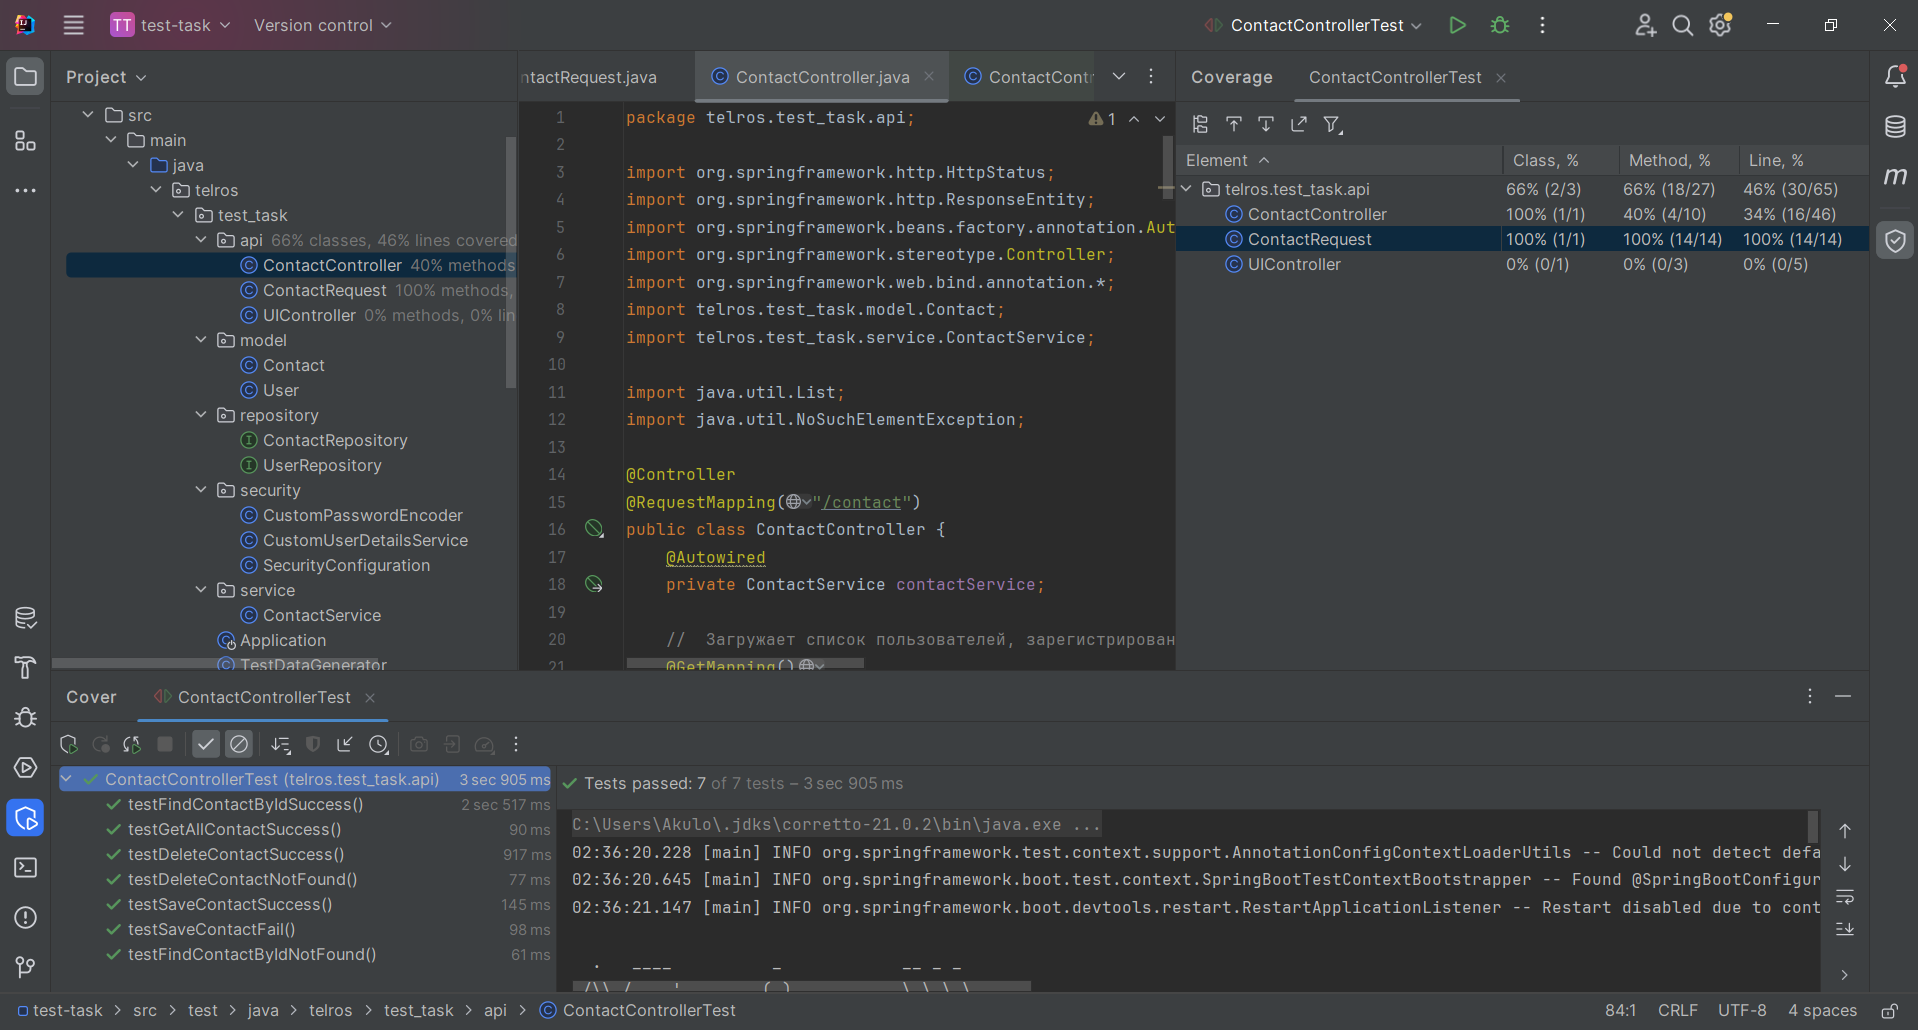 TT test-task Version control ContactControllerTest
Project
src
main
java
telros
test_task
api 66% classes, 46% lines covered
ContactController 40% methods
ContactRequest 100% methods,
UIController 0% methods, 0% lin
model
Contact
User
repository
ContactRepository
UserRepository
security
CustomPasswordEncoder
CustomUserDetailsService
SecurityConfiguration
service
ContactService
Application
TestDataGenerator
ntactRequest.java ContactController.java ContactContr
1 package telros.test_task.api; 1
2
3 import org.springframework.http.HttpStatus;
4 import org.springframework.http.ResponseEntity;
5 import org.springframework.beans.factory.annotation.Aut
6 import org.springframework.stereotype.Controller;
7 import org.springframework.web.bind.annotation.*;
8 import telros.test_task.model.Contact;
9 import telros.test_task.service.ContactService;
10
11 import java.util.List;
12 import java.util.NoSuchElementException;
13
14 @Controller
15 @RequestMapping("/contact")
16 public class ContactController {
17 @Autowired
18 private ContactService contactService;
19
20 // Загружает список пользователей, зарегистрирован
21 @GetMapping()
Coverage ContactControllerTest
Element Class, % Method, % Line, %
telros.test_task.api 66% (2/3) 66% (18/27) 46% (30/65)
ContactController 100% (1/1) 40% (4/10) 34% (16/46)
ContactRequest 100% (1/1) 100% (14/14) 100% (14/14)
UIController 0% (0/1) 0% (0/3) 0% (0/5)
m
Cover ContactControllerTest
ContactControllerTest (telros.test_task.api) 3 sec 905 ms
testFindContactByIdSuccess() 2 sec 517 ms
testGetAllContactSuccess() 90 ms
testDeleteContactSuccess() 917 ms
testDeleteContactNotFound() 77 ms
testSaveContactSuccess() 145 ms
testSaveContactFail() 98 ms
testFindContactByIdNotFound() 61 ms
Tests passed: 7 of 7 tests – 3 sec 905 ms
C:\Users\Akulo\.jdks\corretto-21.0.2\bin\java.exe ...
02:36:20.228 [main] INFO org.springframework.test.context.support.AnnotationConfigContextLoaderUtils -- Could not detect defa
02:36:20.645 [main] INFO org.springframework.boot.test.context.SpringBootTestContextBootstrapper -- Found @SpringBootConfigur
02:36:21.147 [main] INFO org.springframework.boot.devtools.restart.RestartApplicationListener -- Restart disabled due to cont
test-task > src > test > java > telros > test_task > api > ContactControllerTest 84:1 CRLF UTF-8 4 spaces